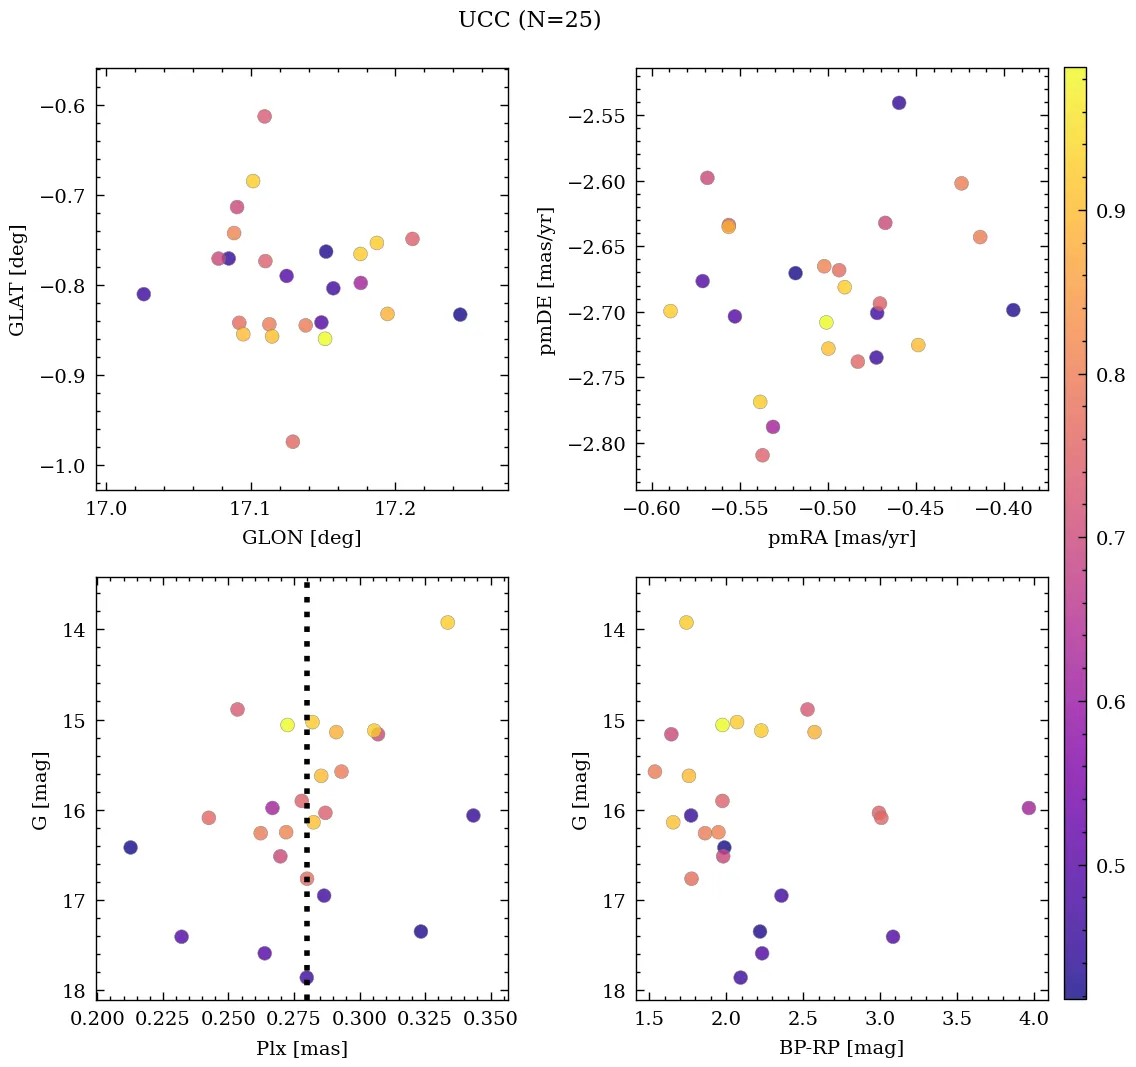 UCC (N=25)
−0.6
−0.7
−0.8
−0.9
−1.0
GLAT [deg]
17.0 17.1 17.2
GLON [deg]
−2.55
−2.60
−2.65
−2.70
−2.75
−2.80
pmDE [mas/yr]
−0.60 −0.55 −0.50 −0.45 −0.40
pmRA [mas/yr]
0.9
0.8
0.7
0.6
0.5
14
15
16
17
18
G [mag]
0.200 0.225 0.250 0.275 0.300 0.325 0.350
Plx [mas]
14
15
16
17
18
G [mag]
1.5 2.0 2.5 3.0 3.5 4.0
BP-RP [mag]